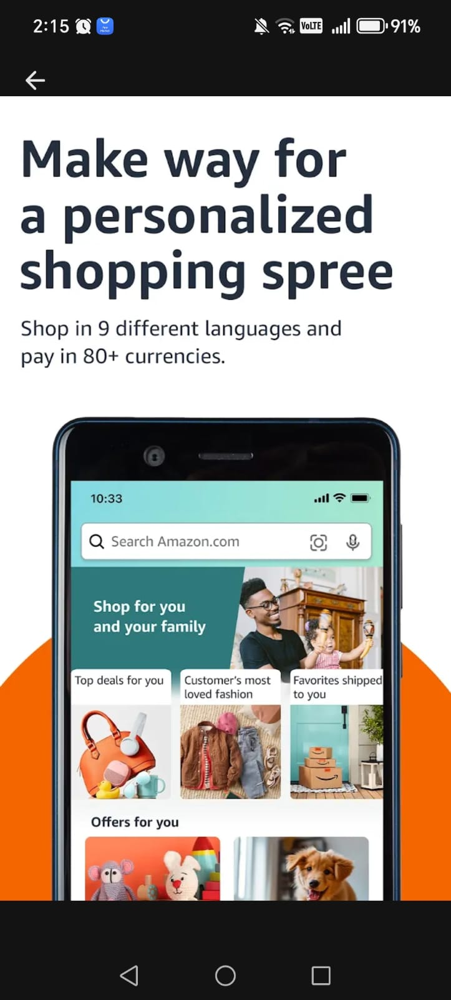 2:15
VoLTE
91%
Make way for
a personalized
shopping spree
Shop in 9 different languages and
pay in 80+ currencies.
10:33
Search Amazon.com
Shop for you
and your family
Top deals for you
Customer's most
loved fashion
Favorites shipped
to you
Offers for you